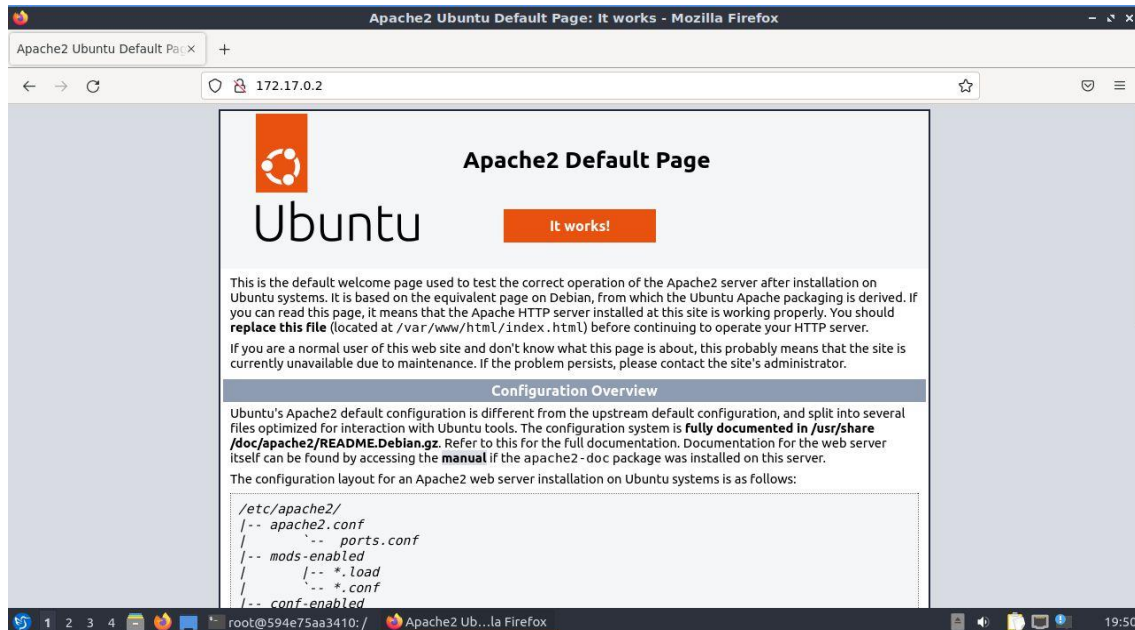 Apache2 Ubuntu Default Page: It works - Mozilla Firefox
Apache2 Ubuntu Default Pag
172.17.0.2
Ubuntu
Apache2 Default Page
It works!
This is the default welcome page used to test the correct operation of the Apache2 server after installation on
Ubuntu systems. It is based on the equivalent page on Debian, from which the Ubuntu Apache packaging is derived. If
you can read this page, it means that the Apache HTTP server installed at this site is working properly. You should
replace this file (located at /var/www/html/index.html) before continuing to operate your HTTP server.
If you are a normal user of this web site and don't know what this page is about, this probably means that the site is
currently unavailable due to maintenance. If the problem persists, please contact the site's administrator.
Configuration Overview
Ubuntu's Apache2 default configuration is different from the upstream default configuration, and split into several
files optimized for interaction with Ubuntu tools. The configuration system is fully documented in /usr/share
/doc/apache2/README.Debian.gz. Refer to this for the full documentation. Documentation for the web server
itself can be found by accessing the manual if the apache2-doc package was installed on this server.
The configuration layout for an Apache2 web server installation on Ubuntu systems is as follows:
/etc/apache2/
|-- apache2.conf
|       `--  ports.conf
|-- mods-enabled
|       |-- *.load
|       `-- *.conf
|-- conf-enabled
1 2 3 4 root@594e75aa3410: / Apache2 Ub...la Firefox 19:50